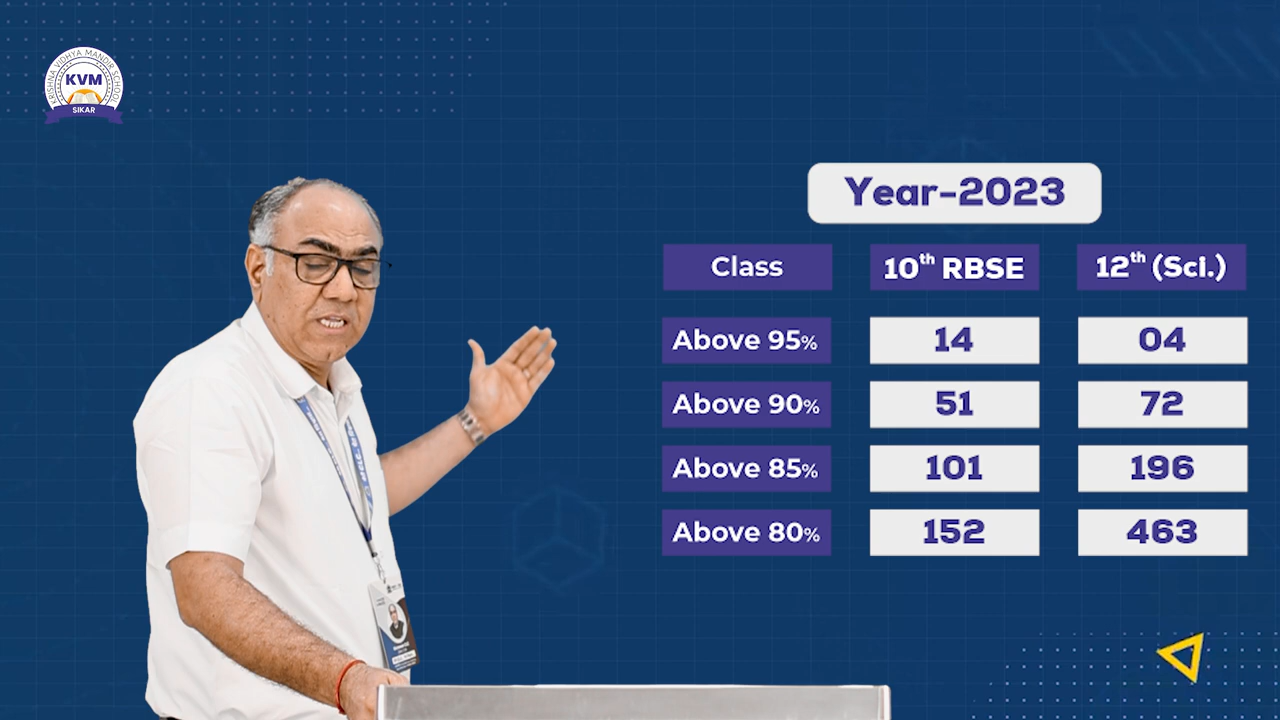 KRISHNA VIDHYA MANDIR SCHOOL
KVM
SIKAR
Year-2023
Class 10th RBSE 12th (Sci.)
Above 95% 14 04
Above 90% 51 72
Above 85% 101 196
Above 80% 152 463